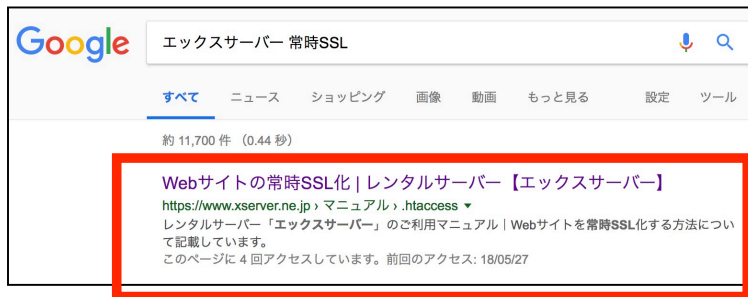 Google
エックスサーバー 常時SSL
すべて ニュース ショッピング 画像 動画 もっと見る 設定 ツール
約 11,700 件 （0.44 秒）
Webサイトの常時SSL化 | レンタルサーバー【エックスサーバー】
https://www.xserver.ne.jp › マニュアル › .htaccess
レンタルサーバー「エックスサーバー」のご利用マニュアル｜Webサイトを常時SSL化する方法につい
て記載しています。
このページに 4 回アクセスしています。前回のアクセス: 18/05/27